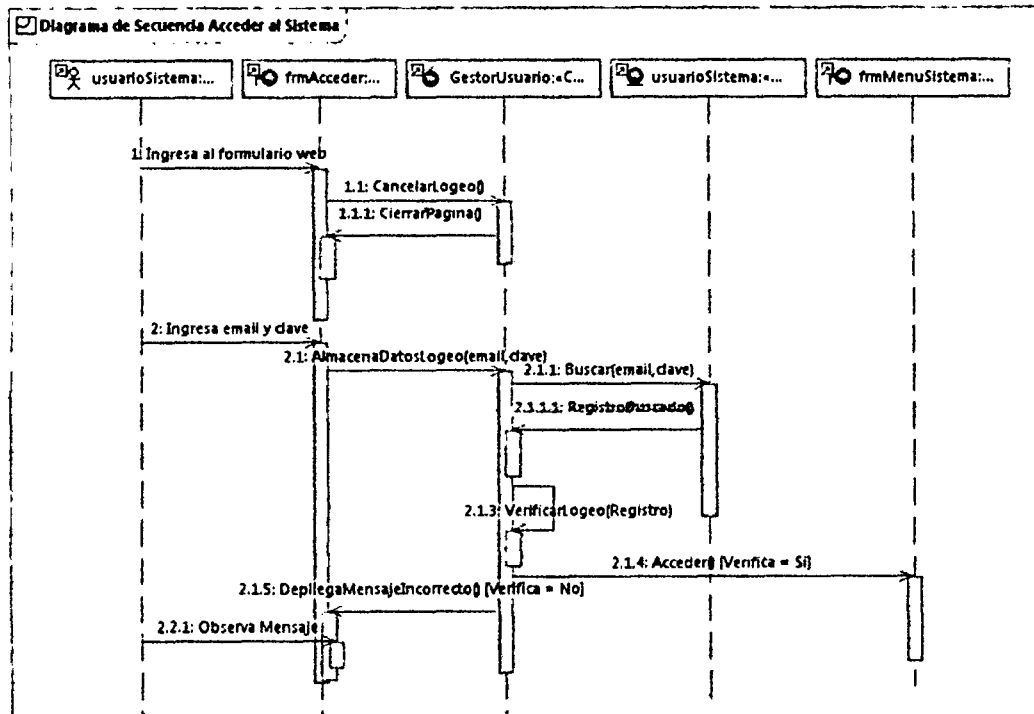 Diagrama de Secuencia Acceder al Sistema
usuarioSistema:...
frmAcceder:...
GestorUsuario:«C...
usuarioSistema:«...
frmMenuSistema:...
1: Ingresa al formulario web
1.1: CancelarLogeo()
1.1.1: CierrarPagina()
2: Ingresa email y clave
2.1: AlmacenaDatosLogeo(email,clave)
2.1.1: Buscar(email,clave)
2.1.1.1: RegistroBuscado()
2.1.3: VerificarLogeo(Registro)
2.1.4: Acceder() [Verifica = Si]
2.1.5: DepliegaMensajeIncorrecto() [Verifica = No]
2.2.1: Observa Mensaje